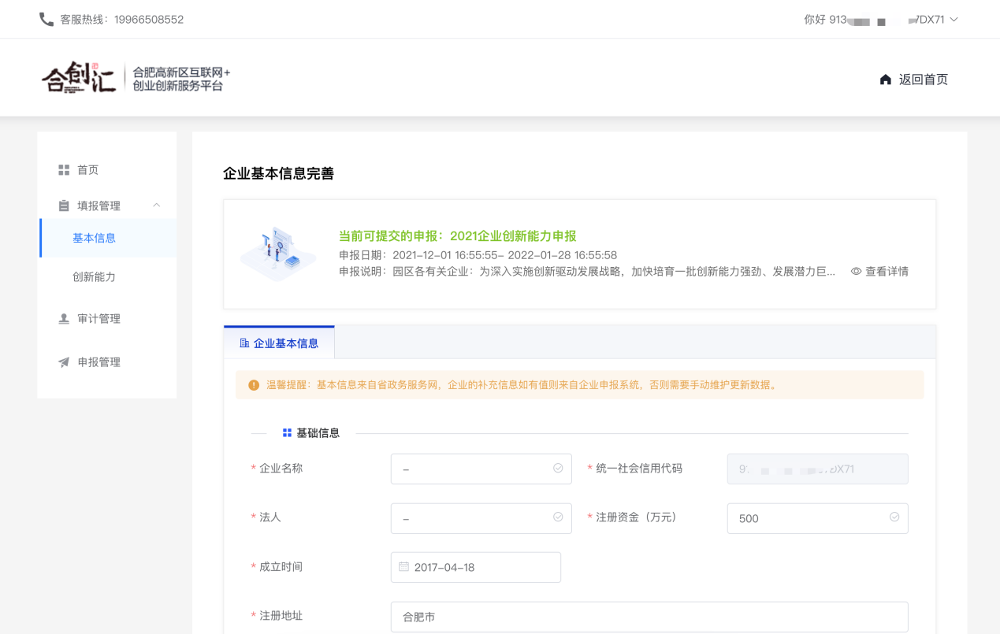 客服热线：19966508552
你好 913 7DX71
合创汇 合肥高新区互联网+
创业创新服务平台
返回首页
首页
填报管理
基本信息
创新能力
审计管理
申报管理
企业基本信息完善
当前可提交的申报：2021企业创新能力申报
申报日期：2021-12-01 16:55:55- 2022-01-28 16:55:58
申报说明：园区各有关企业：为深入实施创新驱动发展战略，加快培育一批创新能力强劲、发展潜力巨... 查看详情
企业基本信息
温馨提醒：基本信息来自省政务服务网，企业的补充信息如有值则来自企业申报系统，否则需要手动维护更新数据。
基础信息
* 企业名称 –
* 统一社会信用代码 9 DX71
* 法人 –
* 注册资金（万元） 500
* 成立时间 2017-04-18
* 注册地址 合肥市